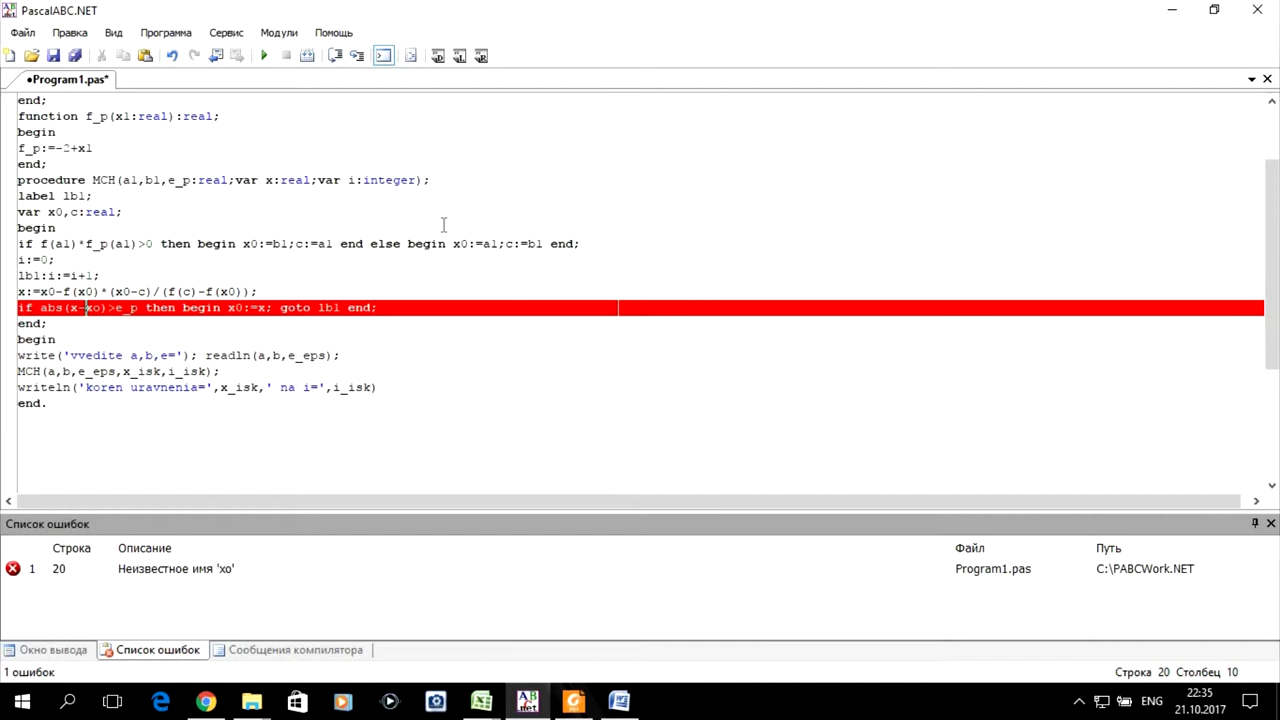 PascalABC.NET
Файл Правка Вид Программа Сервис Модули Помощь
•Program1.pas*
end;
function f_p(x1:real):real;
begin
f_p:=-2+x1
end;
procedure MCH(a1,b1,e_p:real;var x:real;var i:integer);
label lb1;
var x0,c:real;
begin
if f(a1)*f_p(a1)>0 then begin x0:=b1;c:=a1 end else begin x0:=a1;c:=b1 end;
i:=0;
lb1:i:=i+1;
x:=x0-f(x0)*(x0-c)/(f(c)-f(x0));
if abs(x-xo)>e_p then begin x0:=x; goto lb1 end;
end;
begin
write('vvedite a,b,e='); readln(a,b,e_eps);
MCH(a,b,e_eps,x_isk,i_isk);
writeln('koren uravnenia=',x_isk,' na i=',i_isk)
end.
Список ошибок
Строка Описание Файл Путь
1 20 Неизвестное имя 'xo' Program1.pas C:\PABCWork.NET
Окно вывода Список ошибок Сообщения компилятора
1 ошибок Строка 20 Столбец 10
ENG 22:35
21.10.2017